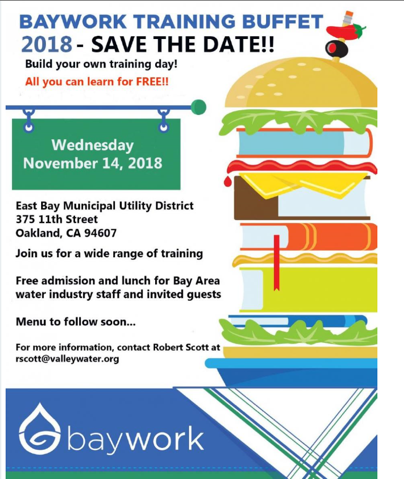 BAYWORK TRAINING BUFFET
2018 - SAVE THE DATE!!
Build your own training day!
All you can learn for FREE!!
Wednesday
November 14, 2018
East Bay Municipal Utility District
375 11th Street
Oakland, CA 94607
Join us for a wide range of training
Free admission and lunch for Bay Area
water industry staff and invited guests
Menu to follow soon...
For more information, contact Robert Scott at
rscott@valleywater.org
baywork